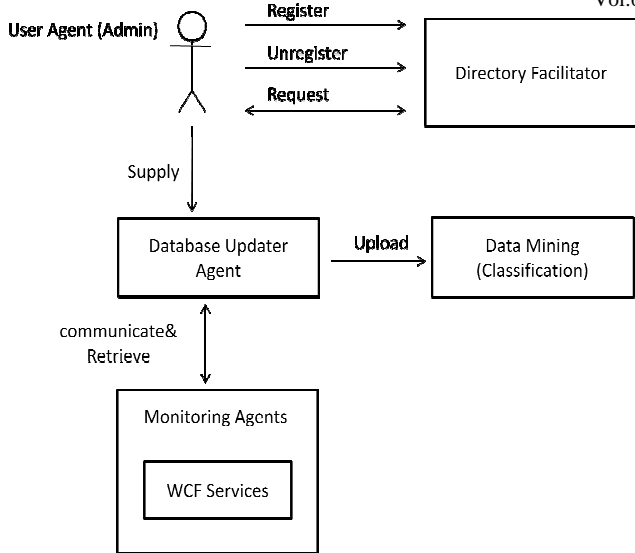 Vol.
Register
User Agent (Admin)
Unregister
Directory Facilitator
Request
Supply
Database Updater
Agent
Upload
Data Mining
(Classification)
communicate&
Retrieve
Monitoring Agents
WCF Services